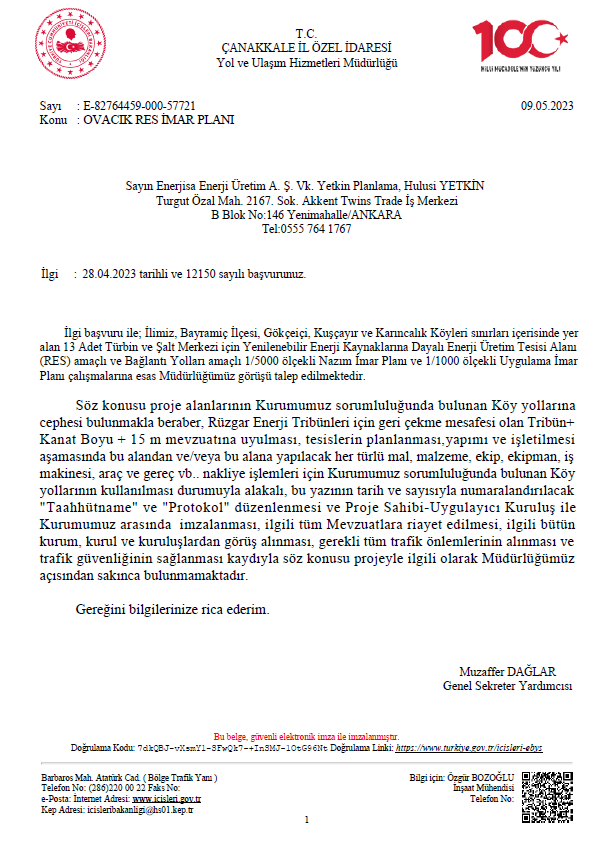 T.C.
ÇANAKKALE İL ÖZEL İDARESİ
Yol ve Ulaşım Hizmetleri Müdürlüğü
100
MİLLİ MÜCADELE'NİN YÜZÜNCÜ YILI
Sayı : E-82764459-000-57721 09.05.2023
Konu : OVACIK RES İMAR PLANI
Sayın Enerjisa Enerji Üretim A. Ş. Vk. Yetkin Planlama, Hulusi YETKİN
Turgut Özal Mah. 2167. Sok. Akkent Twins Trade İş Merkezi
B Blok No:146 Yenimahalle/ANKARA
Tel:0555 764 1767
İlgi : 28.04.2023 tarihli ve 12150 sayılı başvurunuz.
İlgi başvuru ile; İlimiz, Bayramiç İlçesi, Gökçeiçi, Kuşçayır ve Karıncalık Köyleri sınırları içerisinde yer
alan 13 Adet Türbin ve Şalt Merkezi için Yenilenebilir Enerji Kaynaklarına Dayalı Enerji Üretim Tesisi Alanı
(RES) amaçlı ve Bağlantı Yolları amaçlı 1/5000 ölçekli Nazım İmar Planı ve 1/1000 ölçekli Uygulama İmar
Planı çalışmalarına esas Müdürlüğümüz görüşü talep edilmektedir.
Söz konusu proje alanlarının Kurumumuz sorumluluğunda bulunan Köy yollarına
cephesi bulunmakla beraber, Rüzgar Enerji Tribünleri için geri çekme mesafesi olan Tribün+
Kanat Boyu + 15 m mevzuatına uyulması, tesislerin planlanması,yapımı ve işletilmesi
aşamasında bu alandan ve/veya bu alana yapılacak her türlü mal, malzeme, ekip, ekipman, iş
makinesi, araç ve gereç vb.. nakliye işlemleri için Kurumumuz sorumluluğunda bulunan Köy
yollarının kullanılması durumuyla alakalı, bu yazının tarih ve sayısıyla numaralandırılacak
"Taahhütname" ve "Protokol" düzenlenmesi ve Proje Sahibi-Uygulayıcı Kuruluş ile
Kurumumuz arasında imzalanması, ilgili tüm Mevzuatlara riayet edilmesi, ilgili bütün
kurum, kurul ve kuruluşlardan görüş alınması, gerekli tüm trafik önlemlerinin alınması ve
trafik güvenliğinin sağlanması kaydıyla söz konusu projeyle ilgili olarak Müdürlüğümüz
açısından sakınca bulunmamaktadır.
Gereğini bilgilerinize rica ederim.
Muzaffer DAĞLAR
Genel Sekreter Yardımcısı
Bu belge, güvenli elektronik imza ile imzalanmıştır.
Doğrulama Kodu: 7dkQBJ-vXsmYl-SFwQk7-+InSMJ-lOtG96Nt Doğrulama Linki: https://www.turkiye.gov.tr/icisleri-ebys
Barbaros Mah. Atatürk Cad. ( Bölge Trafik Yanı )
Telefon No: (286)220 00 22 Faks No:
e-Posta: İnternet Adresi: www.icisleri.gov.tr
Kep Adresi: icisleribakanligi@hs01.kep.tr
Bilgi için: Özgür BOZOĞLU
İnşaat Mühendisi
Telefon No:
1